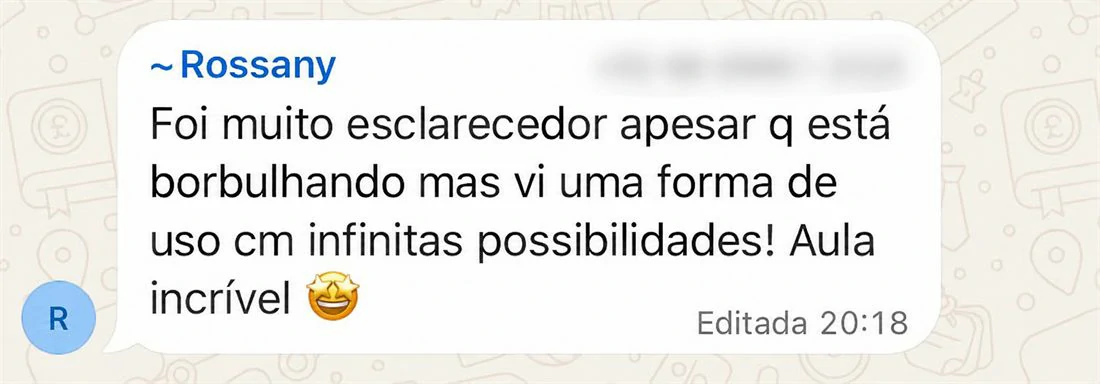 ~Rossany
Foi muito esclarecedor apesar q está
borbulhando mas vi uma forma de
uso cm infinitas possibilidades! Aula
incrível 🤩
Editada 20:18
R